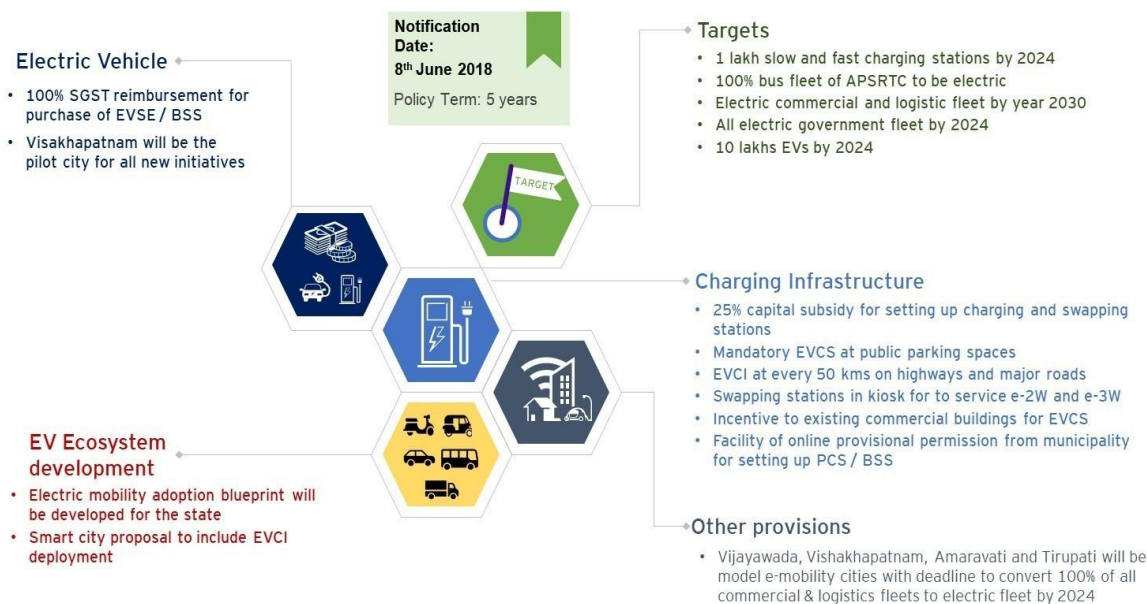 Notification
Date:
8th June 2018
Policy Term: 5 years
Electric Vehicle
• 100% SGST reimbursement for
purchase of EVSE / BSS
• Visakhapatnam will be the
pilot city for all new initiatives
Targets
• 1 lakh slow and fast charging stations by 2024
• 100% bus fleet of APSRTC to be electric
• Electric commercial and logistic fleet by year 2030
• All electric government fleet by 2024
• 10 lakhs EVs by 2024
TARGET
Charging Infrastructure
• 25% capital subsidy for setting up charging and swapping
stations
• Mandatory EVCS at public parking spaces
• EVCI at every 50 kms on highways and major roads
• Swapping stations in kiosk for to service e-2W and e-3W
• Incentive to existing commercial buildings for EVCS
• Facility of online provisional permission from municipality
for setting up PCS / BSS
EV Ecosystem
development
• Electric mobility adoption blueprint will
be developed for the state
• Smart city proposal to include EVCI
deployment
Other provisions
• Vijayawada, Vishakhapatnam, Amaravati and Tirupati will be
model e-mobility cities with deadline to convert 100% of all
commercial & logistics fleets to electric fleet by 2024